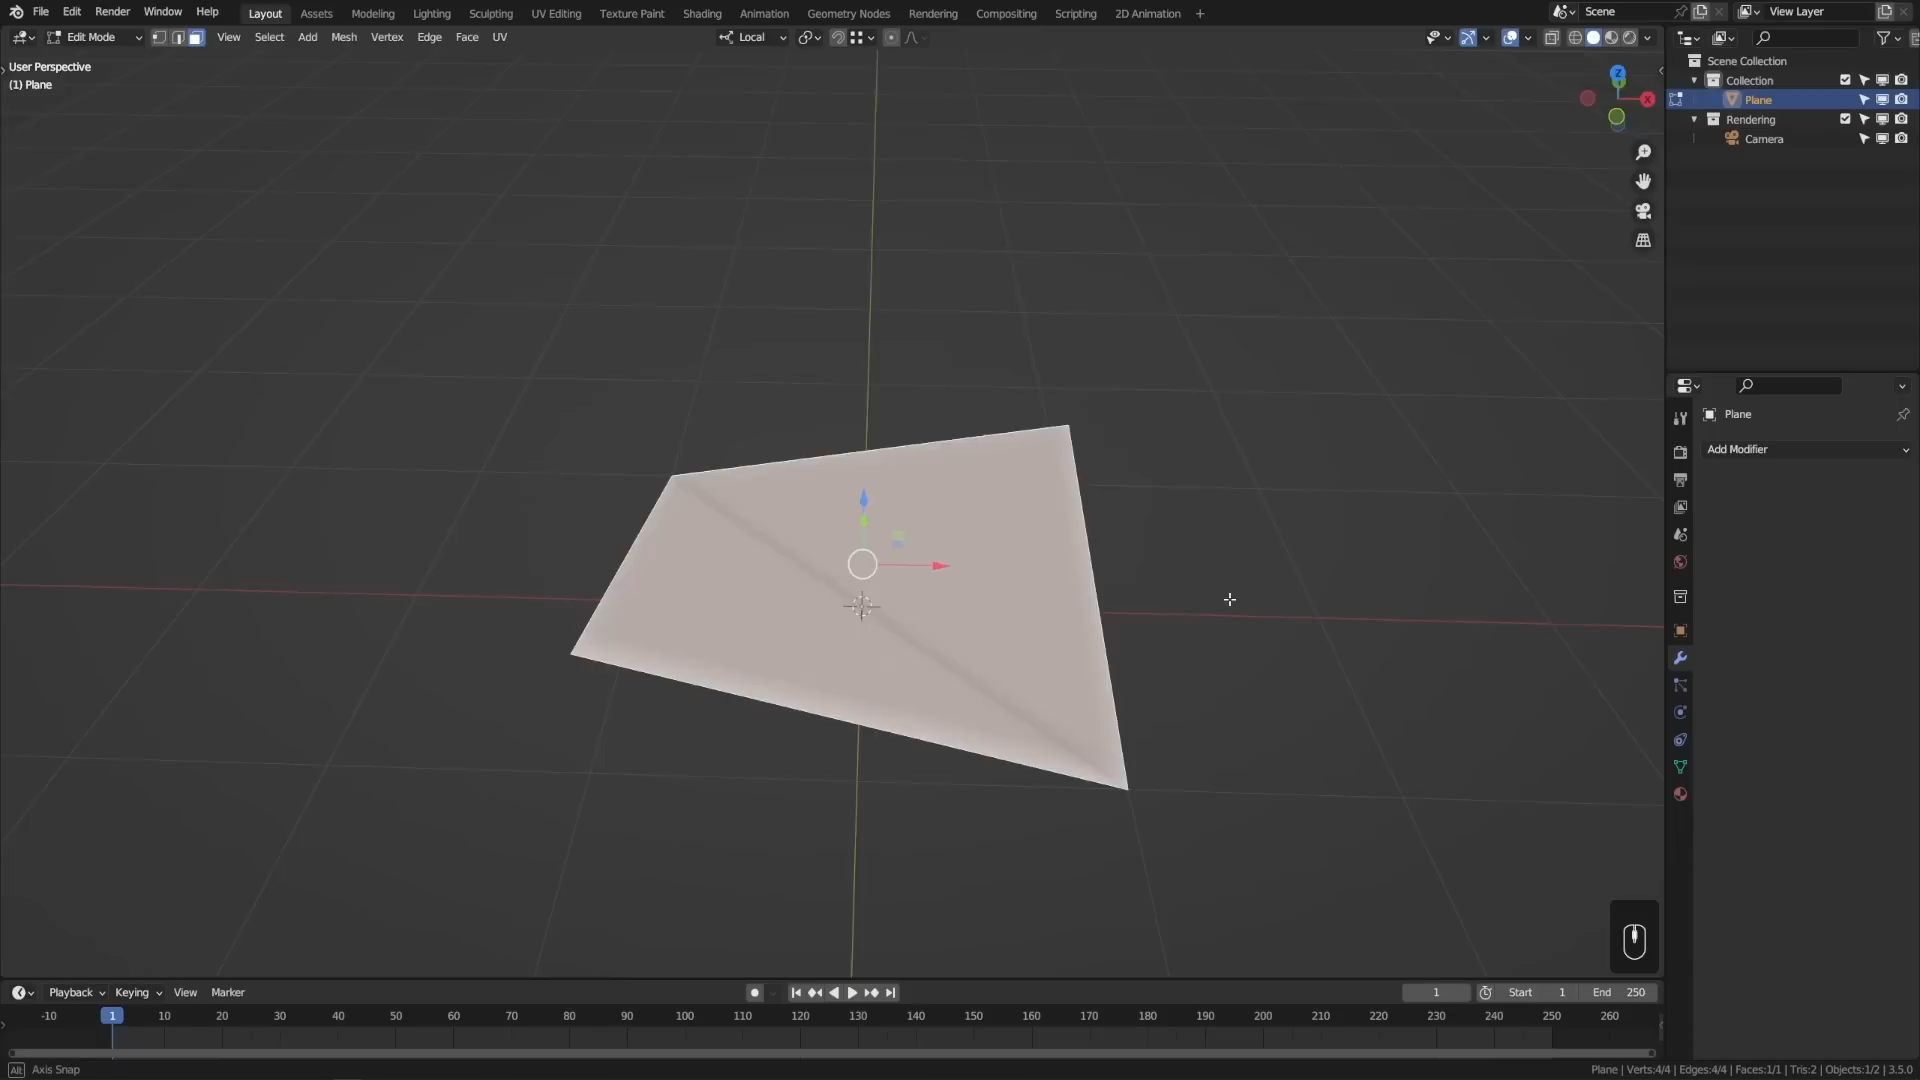 File Edit Render Window Help Layout Assets Modeling Lighting Sculpting UV Editing Texture Paint Shading Animation Geometry Nodes Rendering Compositing Scripting 2D Animation + Scene View Layer
Edit Mode View Select Add Mesh Vertex Edge Face UV Local
User Perspective
(1) Plane
Z
X
Scene Collection
Collection
Plane
Rendering
Camera
Plane
Add Modifier
Playback Keying View Marker 1 Start 1 End 250
-10 1 10 20 30 40 50 60 70 80 90 100 110 120 130 140 150 160 170 180 190 200 210 220 230 240 250 260
Alt Axis Snap Plane | Verts:4/4 | Edges:4/4 | Faces:1/1 | Tris:2 | Objects:1/2 | 3.5.0